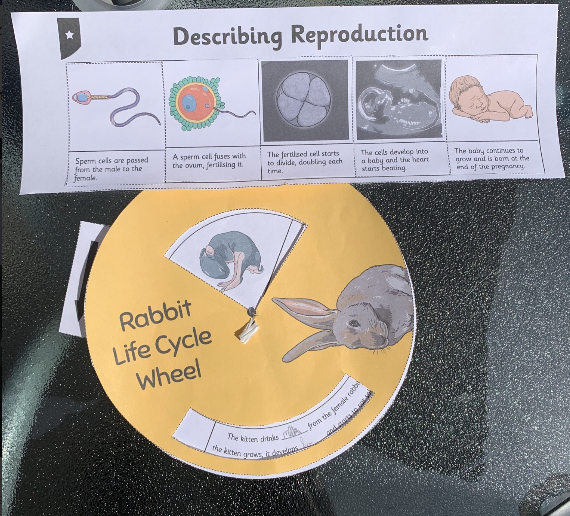 Describing Reproduction
Sperm cells are passed
from the male to the
female.
A sperm cell fuses with
the ovum, fertilising it.
The fertilised cell starts
to divide, doubling each
time.
The cells develop into
a baby and the heart
starts beating.
The baby continues to
grow and is born at the
end of the pregnancy.
Rabbit
Life Cycle
Wheel
The kitten drinks from the female
the kitten grows, it develops